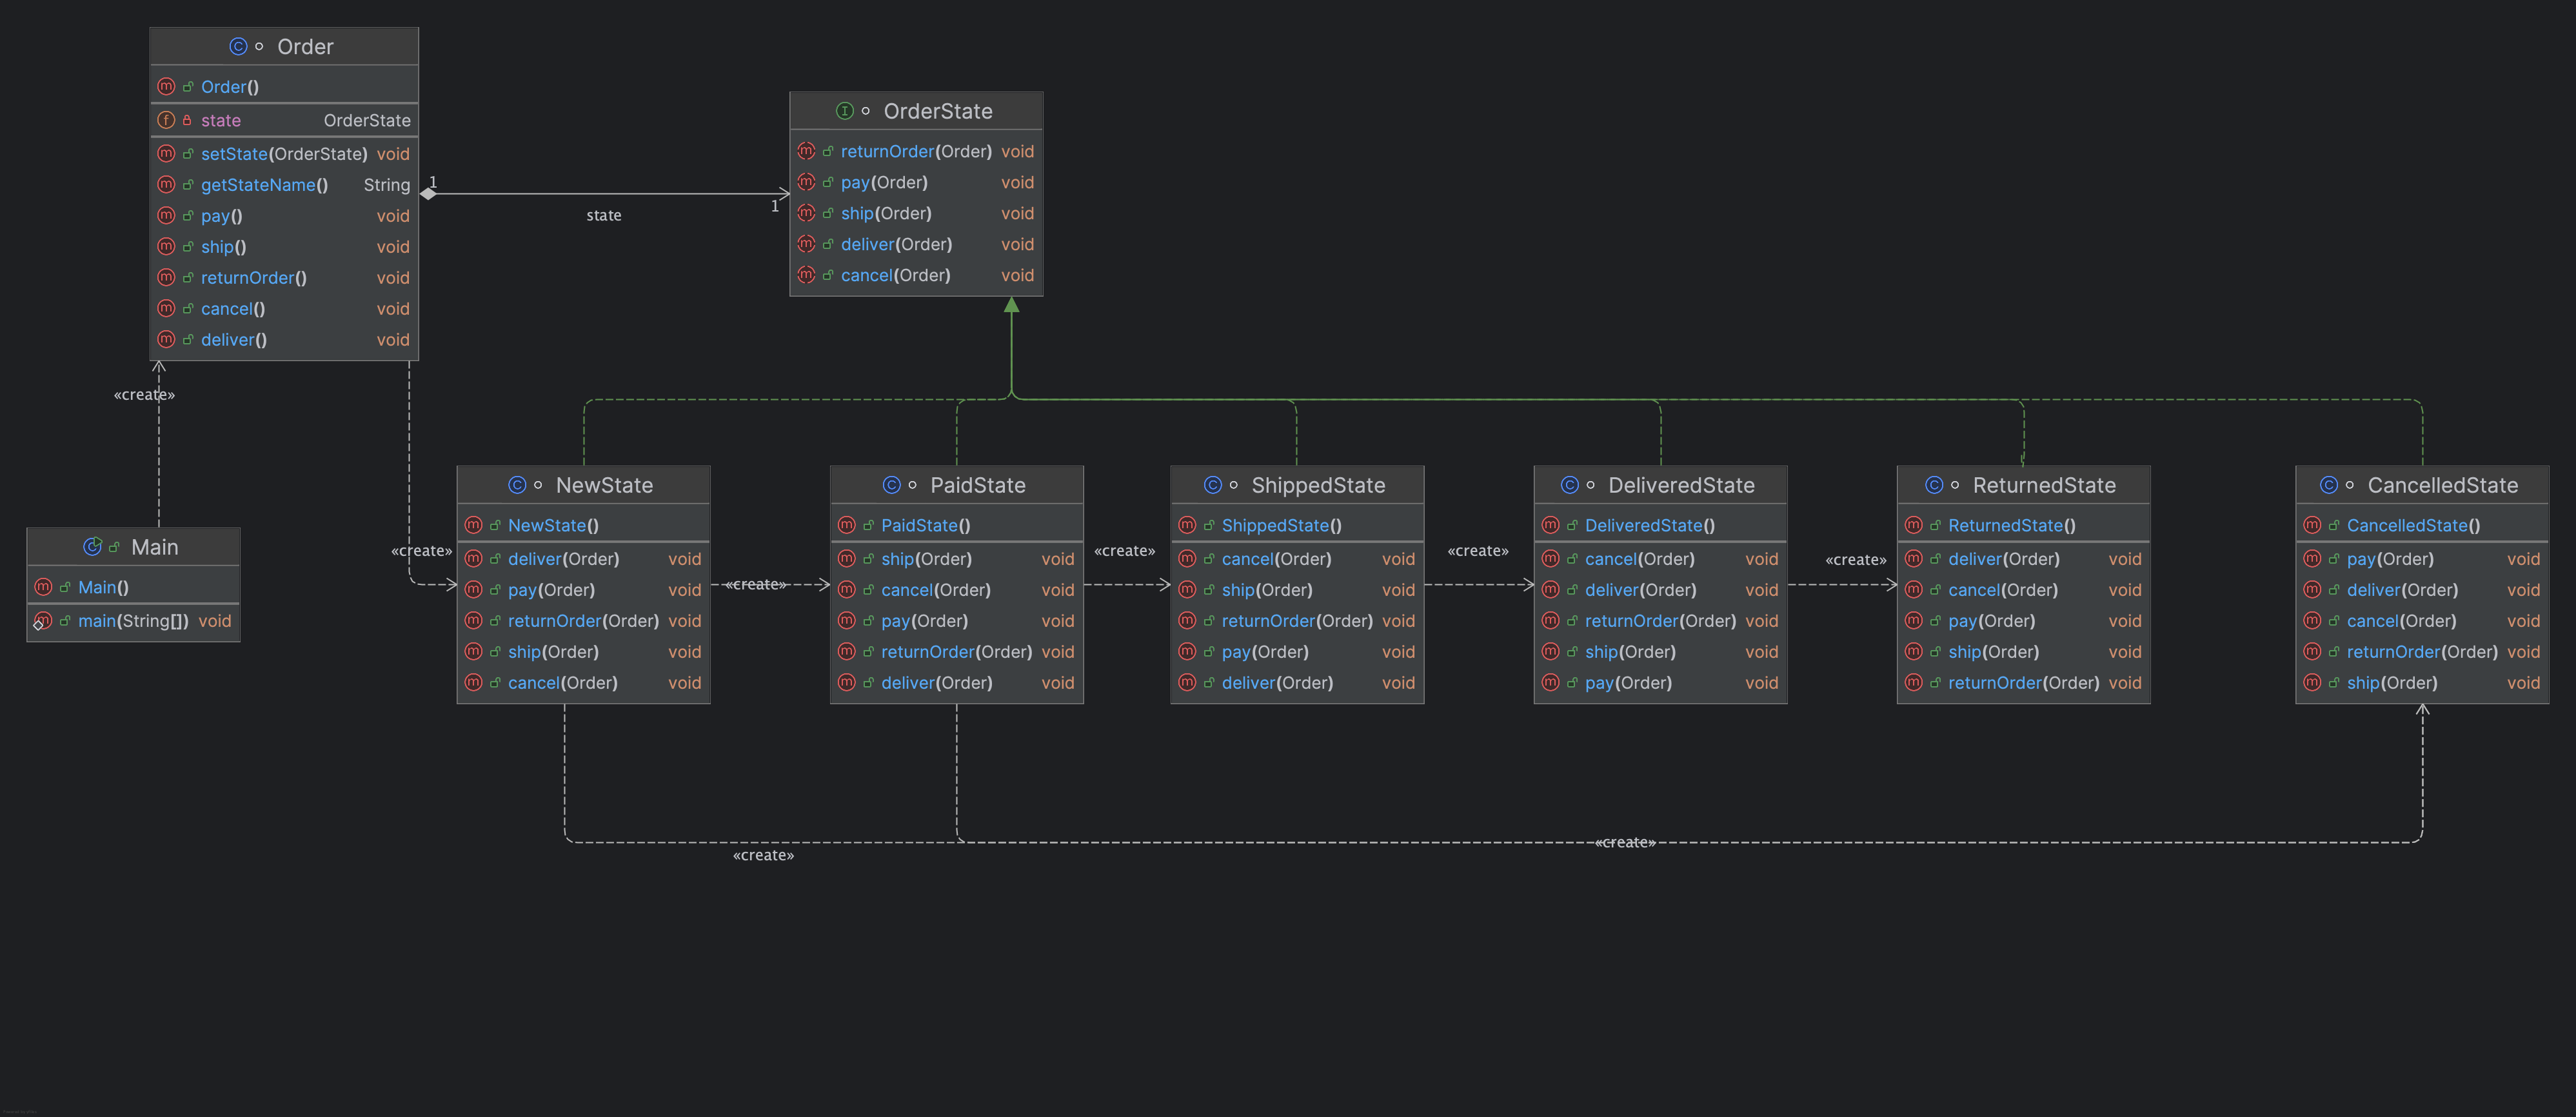 Order
Order()
state OrderState
setState(OrderState) void
getStateName() String
pay() void
ship() void
returnOrder() void
cancel() void
deliver() void
1
1
state
OrderState
returnOrder(Order) void
pay(Order) void
ship(Order) void
deliver(Order) void
cancel(Order) void
«create»
Main
Main()
main(String[]) void
«create»
NewState
NewState()
deliver(Order) void
pay(Order) void
returnOrder(Order) void
ship(Order) void
cancel(Order) void
«create»
PaidState
PaidState()
ship(Order) void
cancel(Order) void
pay(Order) void
returnOrder(Order) void
deliver(Order) void
«create»
ShippedState
ShippedState()
cancel(Order) void
ship(Order) void
returnOrder(Order) void
pay(Order) void
deliver(Order) void
«create»
DeliveredState
DeliveredState()
cancel(Order) void
deliver(Order) void
returnOrder(Order) void
ship(Order) void
pay(Order) void
«create»
ReturnedState
ReturnedState()
deliver(Order) void
cancel(Order) void
pay(Order) void
ship(Order) void
returnOrder(Order) void
CancelledState
CancelledState()
pay(Order) void
deliver(Order) void
cancel(Order) void
returnOrder(Order) void
ship(Order) void
«create»
«create»